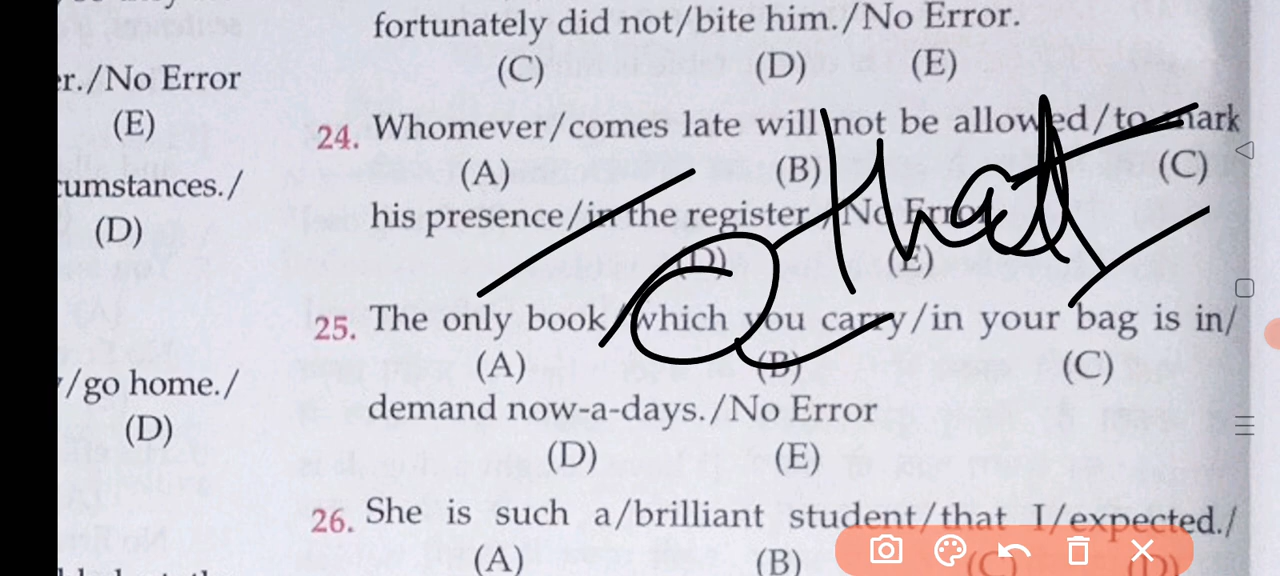 fortunately did not/bite him./No Error.
(C) (D) (E)
er./No Error
(E)
24. Whomever/comes late will not be allowed/to mark
(A) (B) (C)
cumstances./
(D)
his presence/in the register./No Error
(D) (E)
that
25. The only book/which you carry/in your bag is in/
(A) (B) (C)
/go home./
(D)
demand now-a-days./No Error
(D) (E)
26. She is such a/brilliant student/that I/expected./
(A) (B) (C) (D)